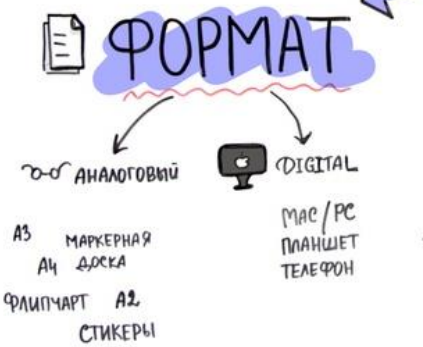 ФОРМАТ
АНАЛОГОВЫЙ
DIGITAL
А3 МАРКЕРНАЯ
А4 ДОСКА
ФЛИПЧАРТ А2
СТИКЕРЫ
MAC/PC
ПЛАНШЕТ
ТЕЛЕФОН